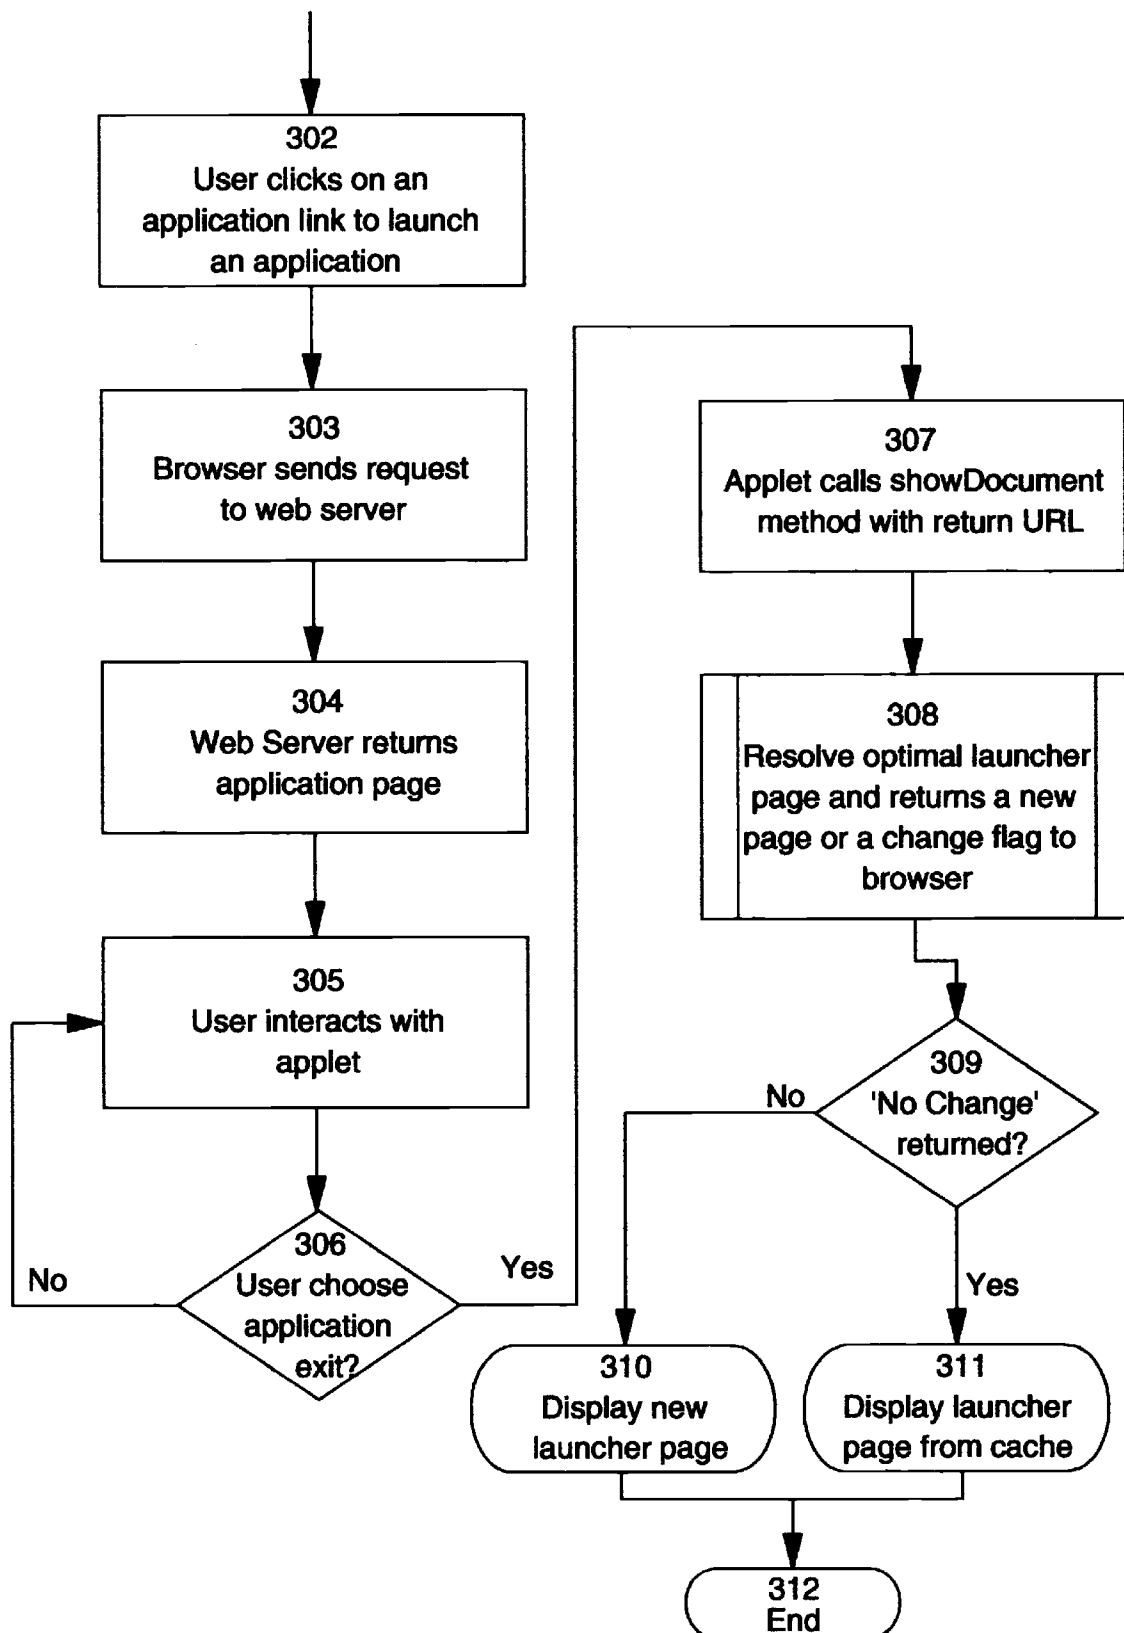 302
User clicks on an
application link to launch
an application
303
Browser sends request
to web server
304
Web Server returns
application page
305
User interacts with
applet
306
User choose
application
exit?
No
Yes
307
Applet calls showDocument
method with return URL
308
Resolve optimal launcher
page and returns a new
page or a change flag to
browser
309
'No Change'
returned?
No
Yes
310
Display new
launcher page
311
Display launcher
page from cache
312
End